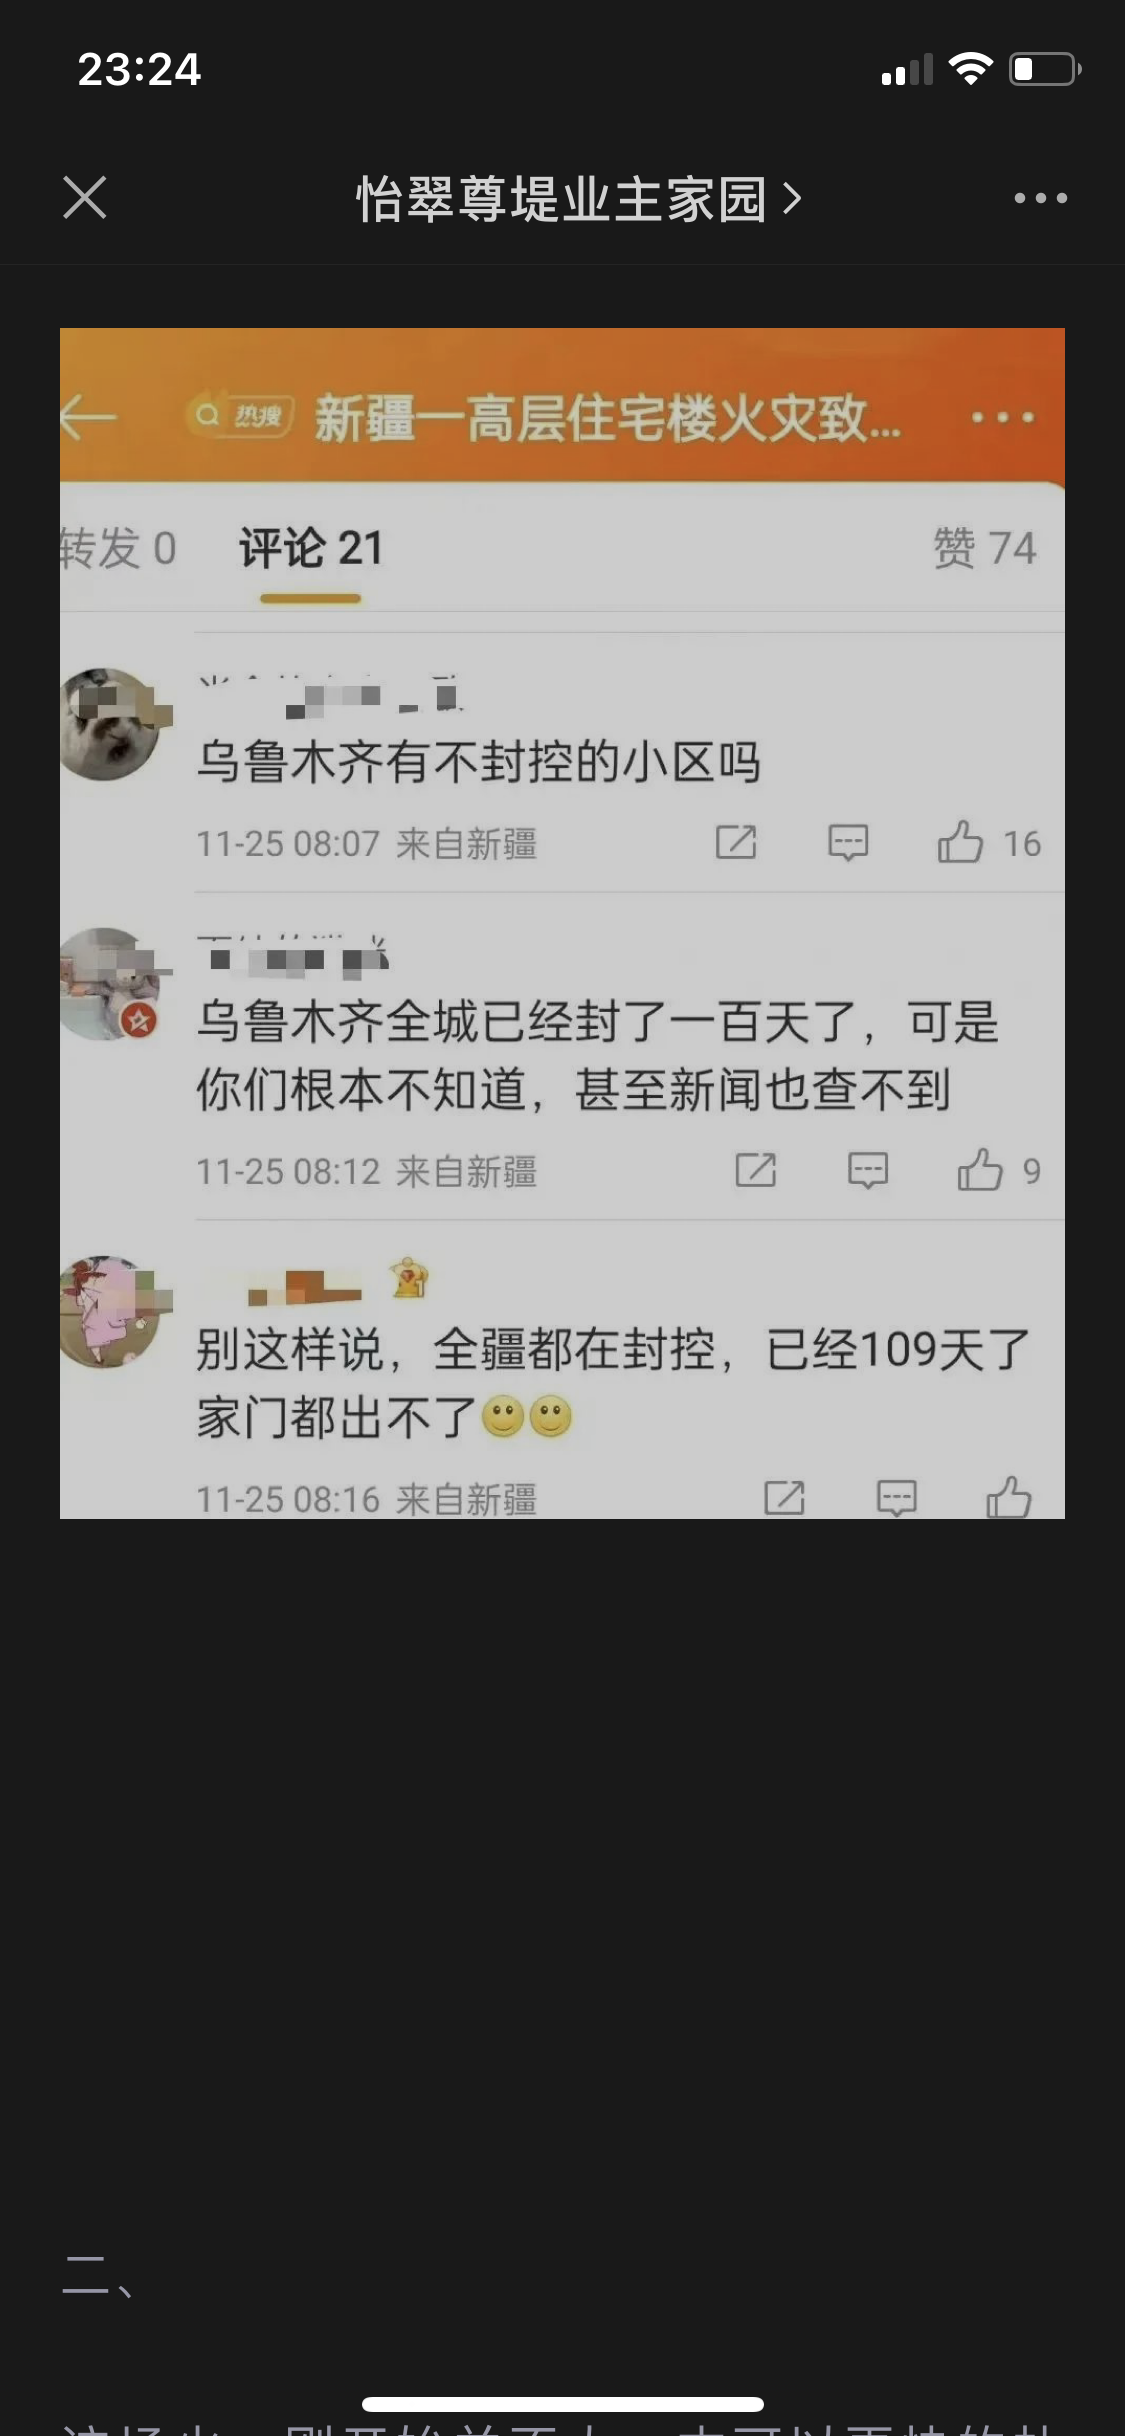 23:24
怡翠尊堤业主家园
热搜 新疆一高层住宅楼火灾致...
转发 0 评论 21 赞 74
乌鲁木齐有不封控的小区吗
11-25 08:07 来自新疆 16
乌鲁木齐全城已经封了一百天了，可是
你们根本不知道，甚至新闻也查不到
11-25 08:12 来自新疆 9
别这样说，全疆都在封控，已经109天了
家门都出不了
11-25 08:16 来自新疆
二、